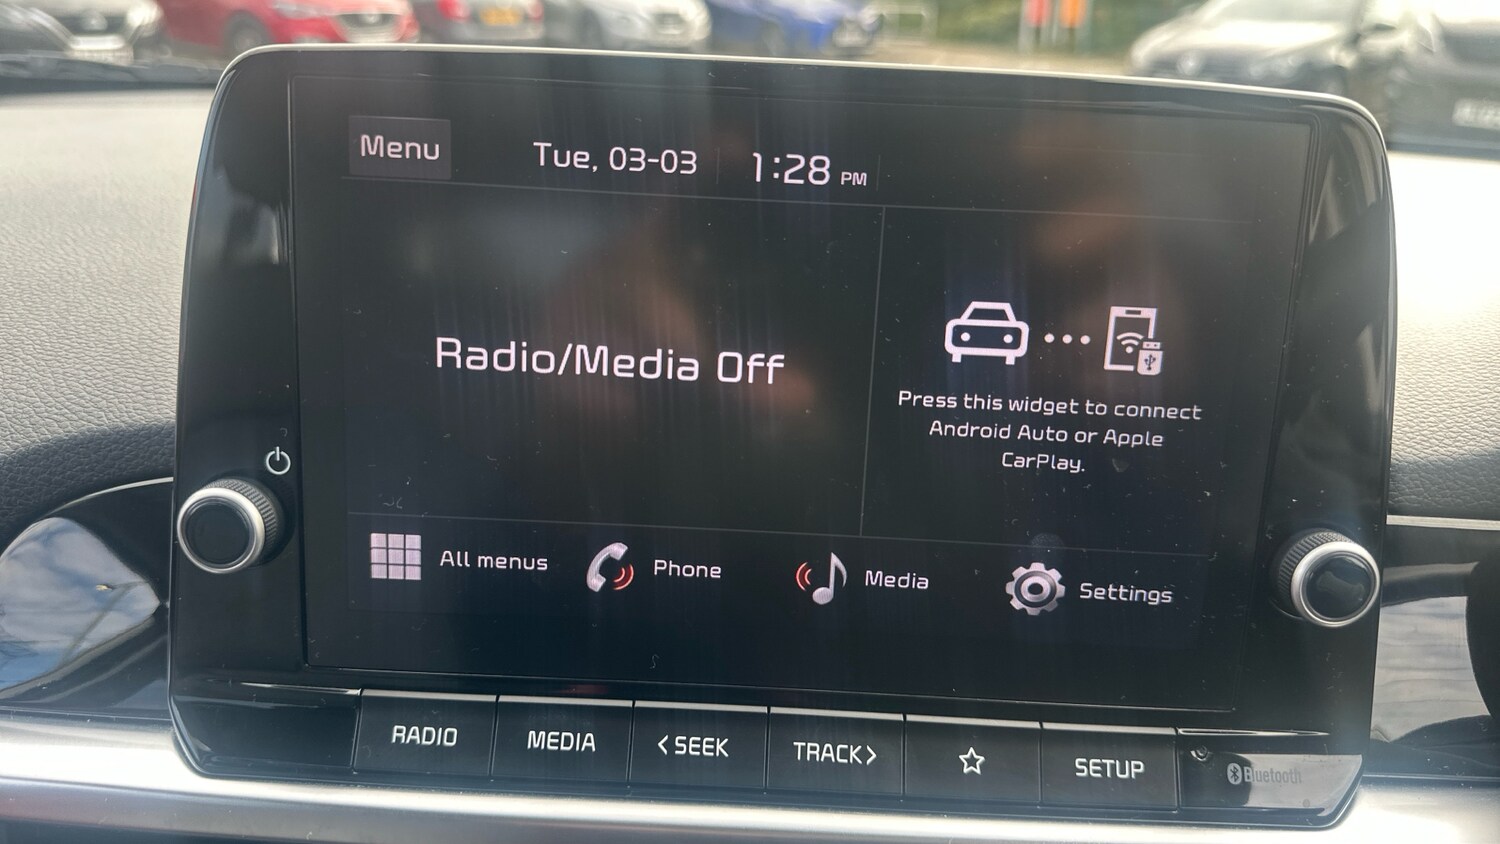 Menu
Tue, 03-03
1:28 PM
Radio/Media Off
Press this widget to connect
Android Auto or Apple
CarPlay.
All menus
Phone
Media
Settings
RADIO
MEDIA
<SEEK
TRACK>
SETUP
Bluetooth